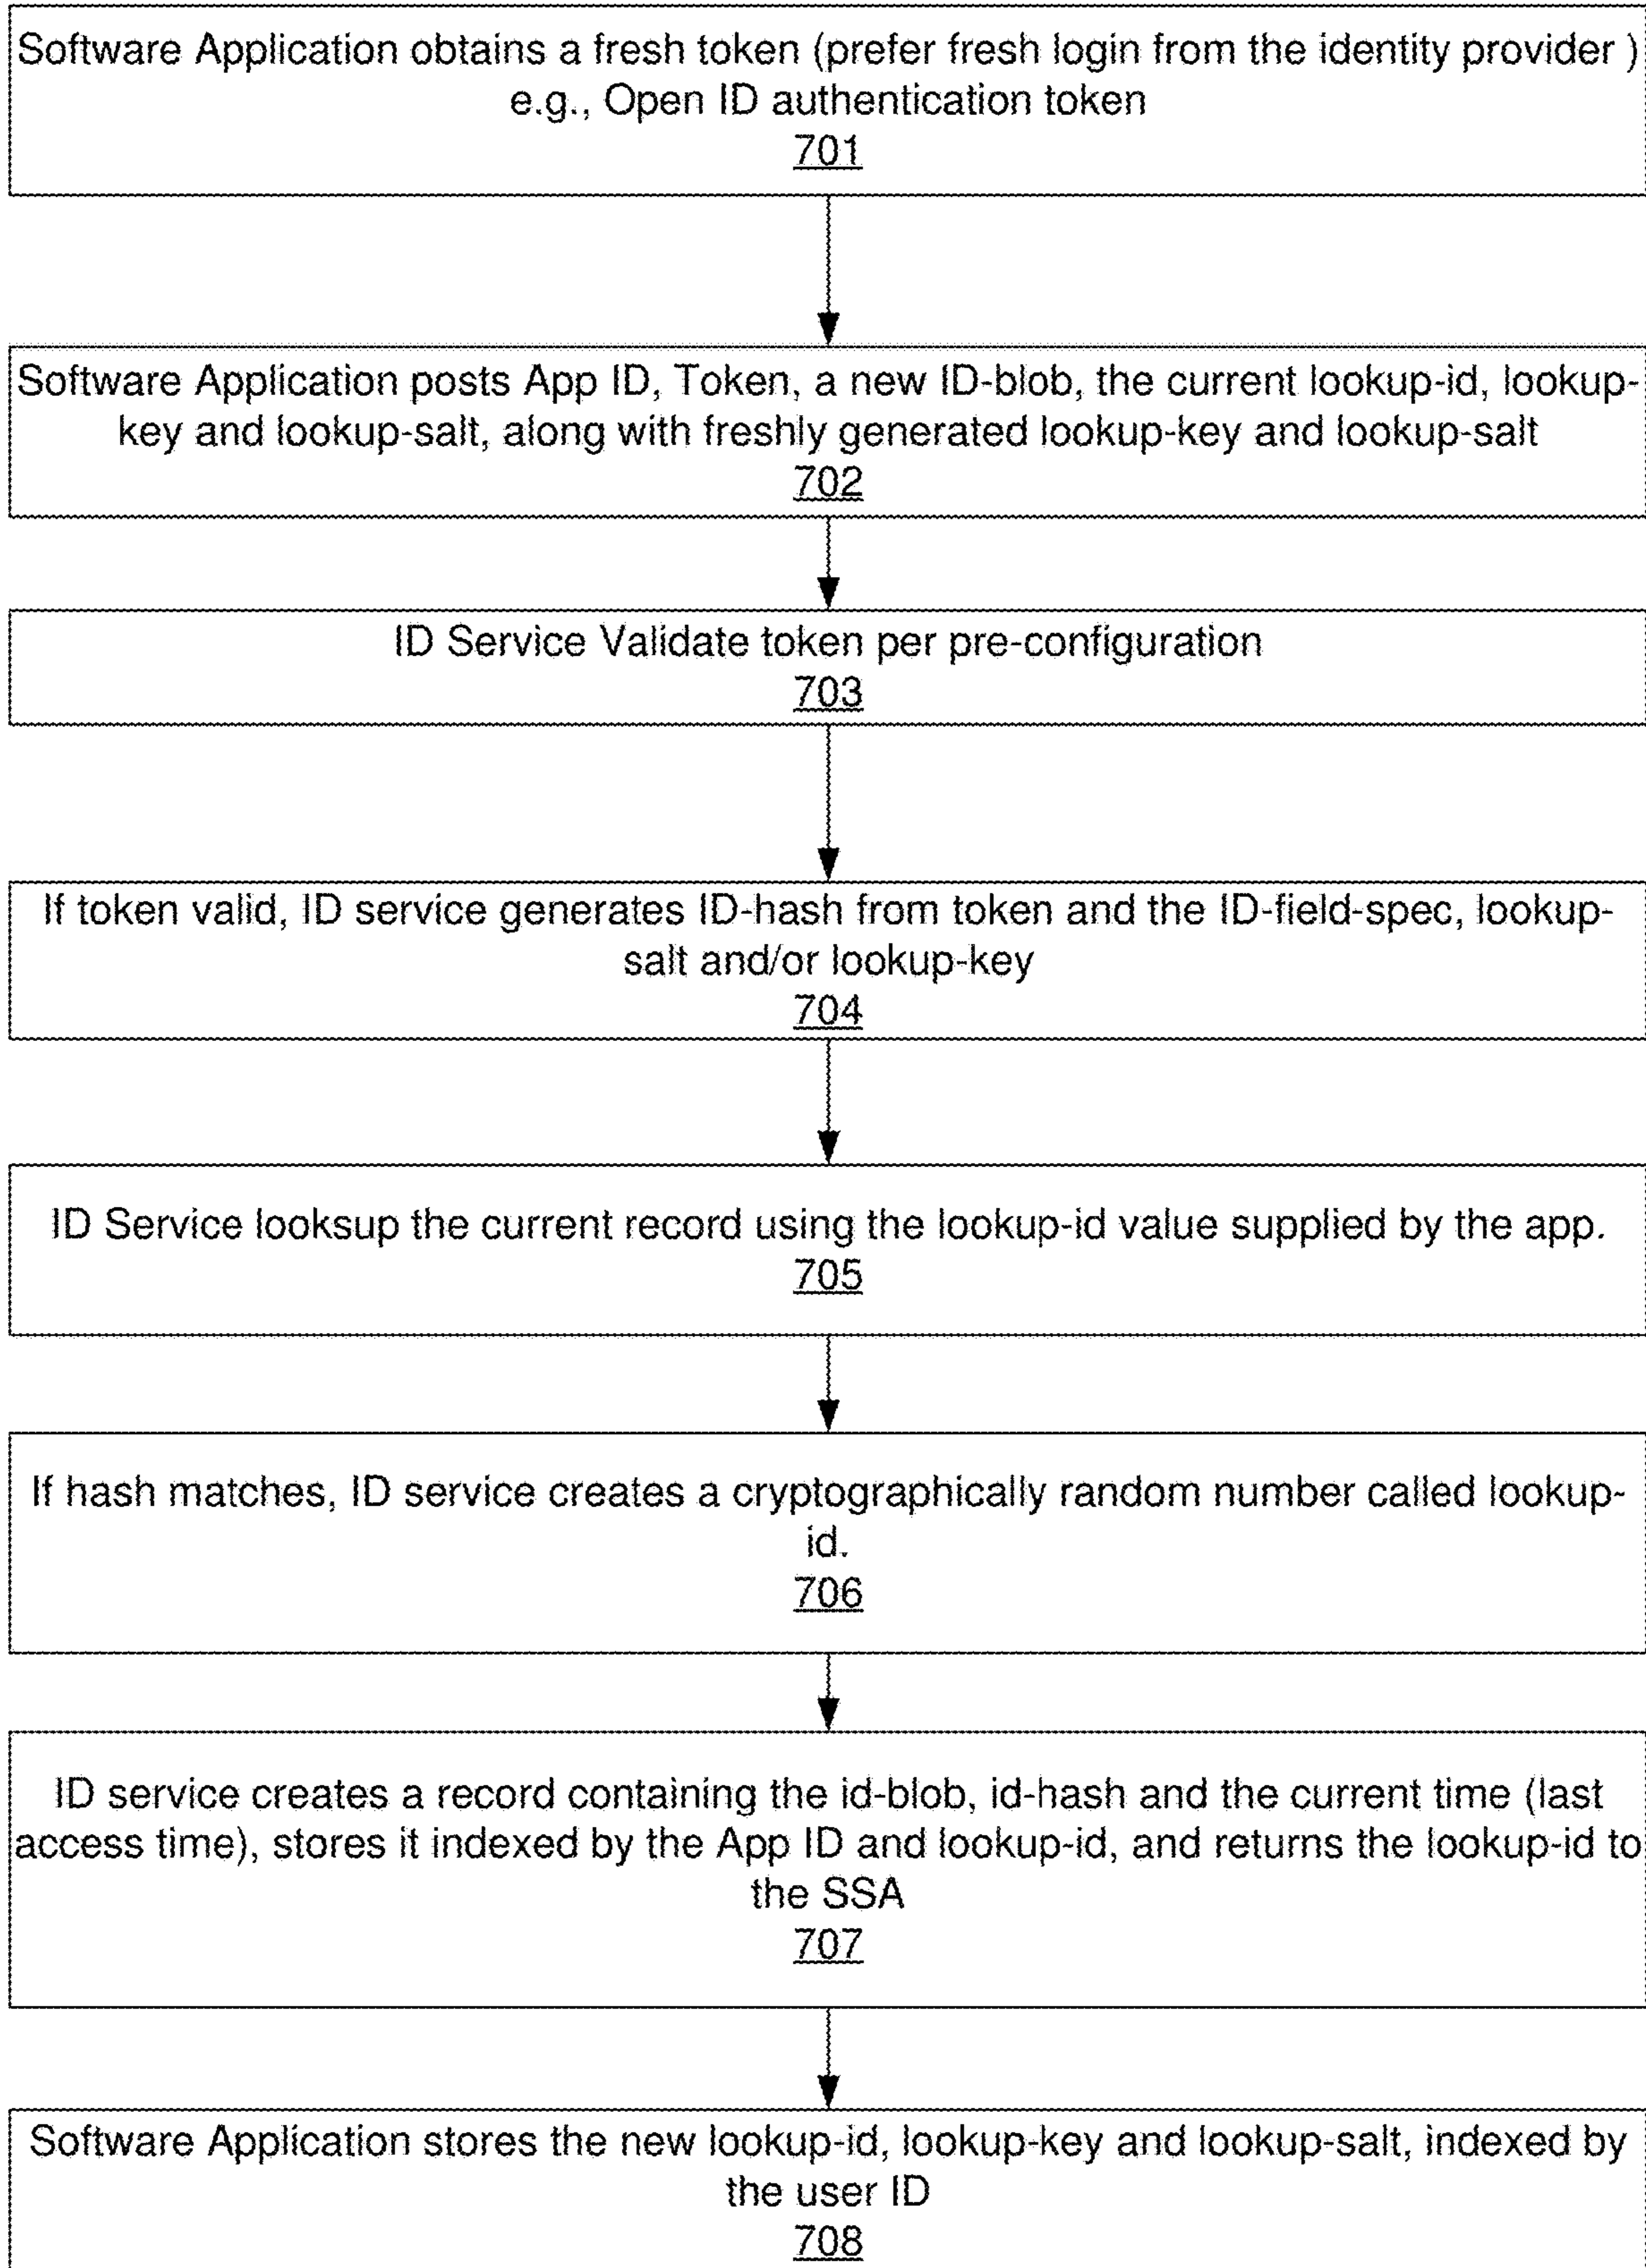 Software Application obtains a fresh token (prefer fresh login from the identity provider )
e.g., Open ID authentication token
701
Software Application posts App ID, Token, a new ID-blob, the current lookup-id, lookup-
key and lookup-salt, along with freshly generated lookup-key and lookup-salt
702
ID Service Validate token per pre-configuration
703
If token valid, ID service generates ID-hash from token and the ID-field-spec, lookup-
salt and/or lookup-key
704
ID Service looksup the current record using the lookup-id value supplied by the app.
705
If hash matches, ID service creates a cryptographically random number called lookup-
id.
706
ID service creates a record containing the id-blob, id-hash and the current time (last
access time), stores it indexed by the App ID and lookup-id, and returns the lookup-id to
the SSA
707
Software Application stores the new lookup-id, lookup-key and lookup-salt, indexed by
the user ID
708